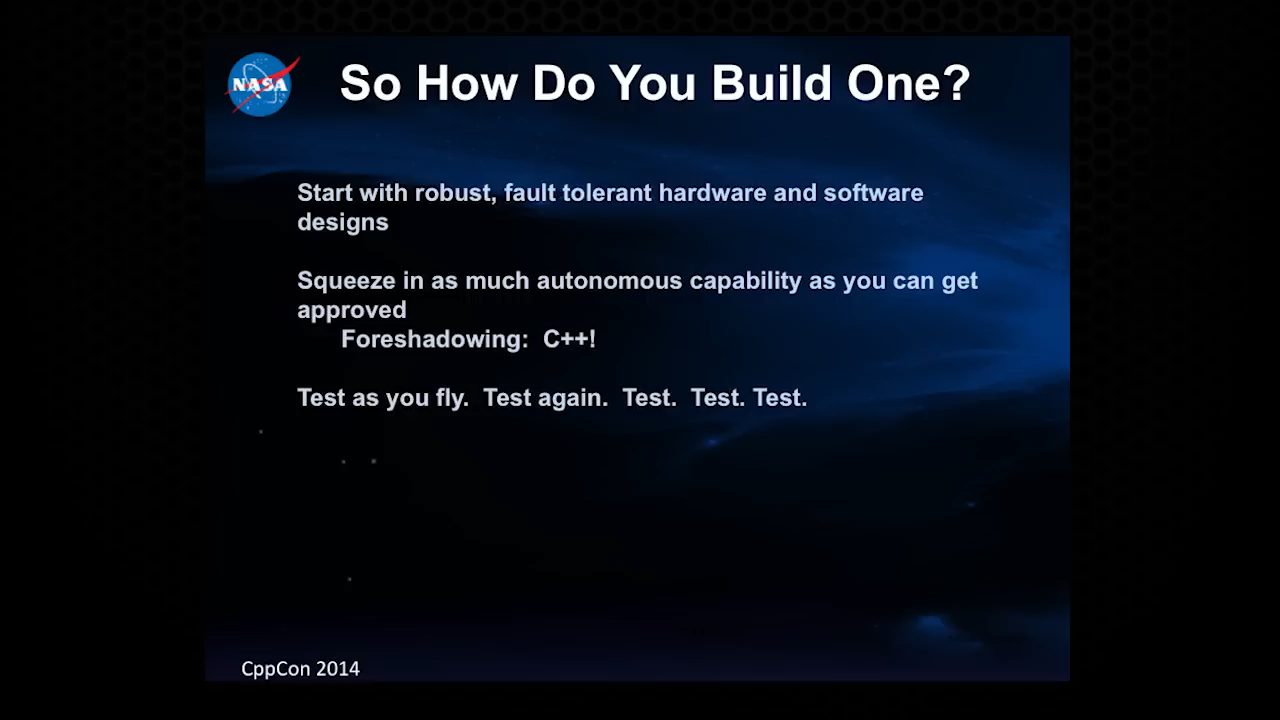 NASA
So How Do You Build One?
Start with robust, fault tolerant hardware and software
designs
Squeeze in as much autonomous capability as you can get
approved
Foreshadowing:  C++!
Test as you fly.  Test again.  Test.  Test. Test.
CppCon 2014